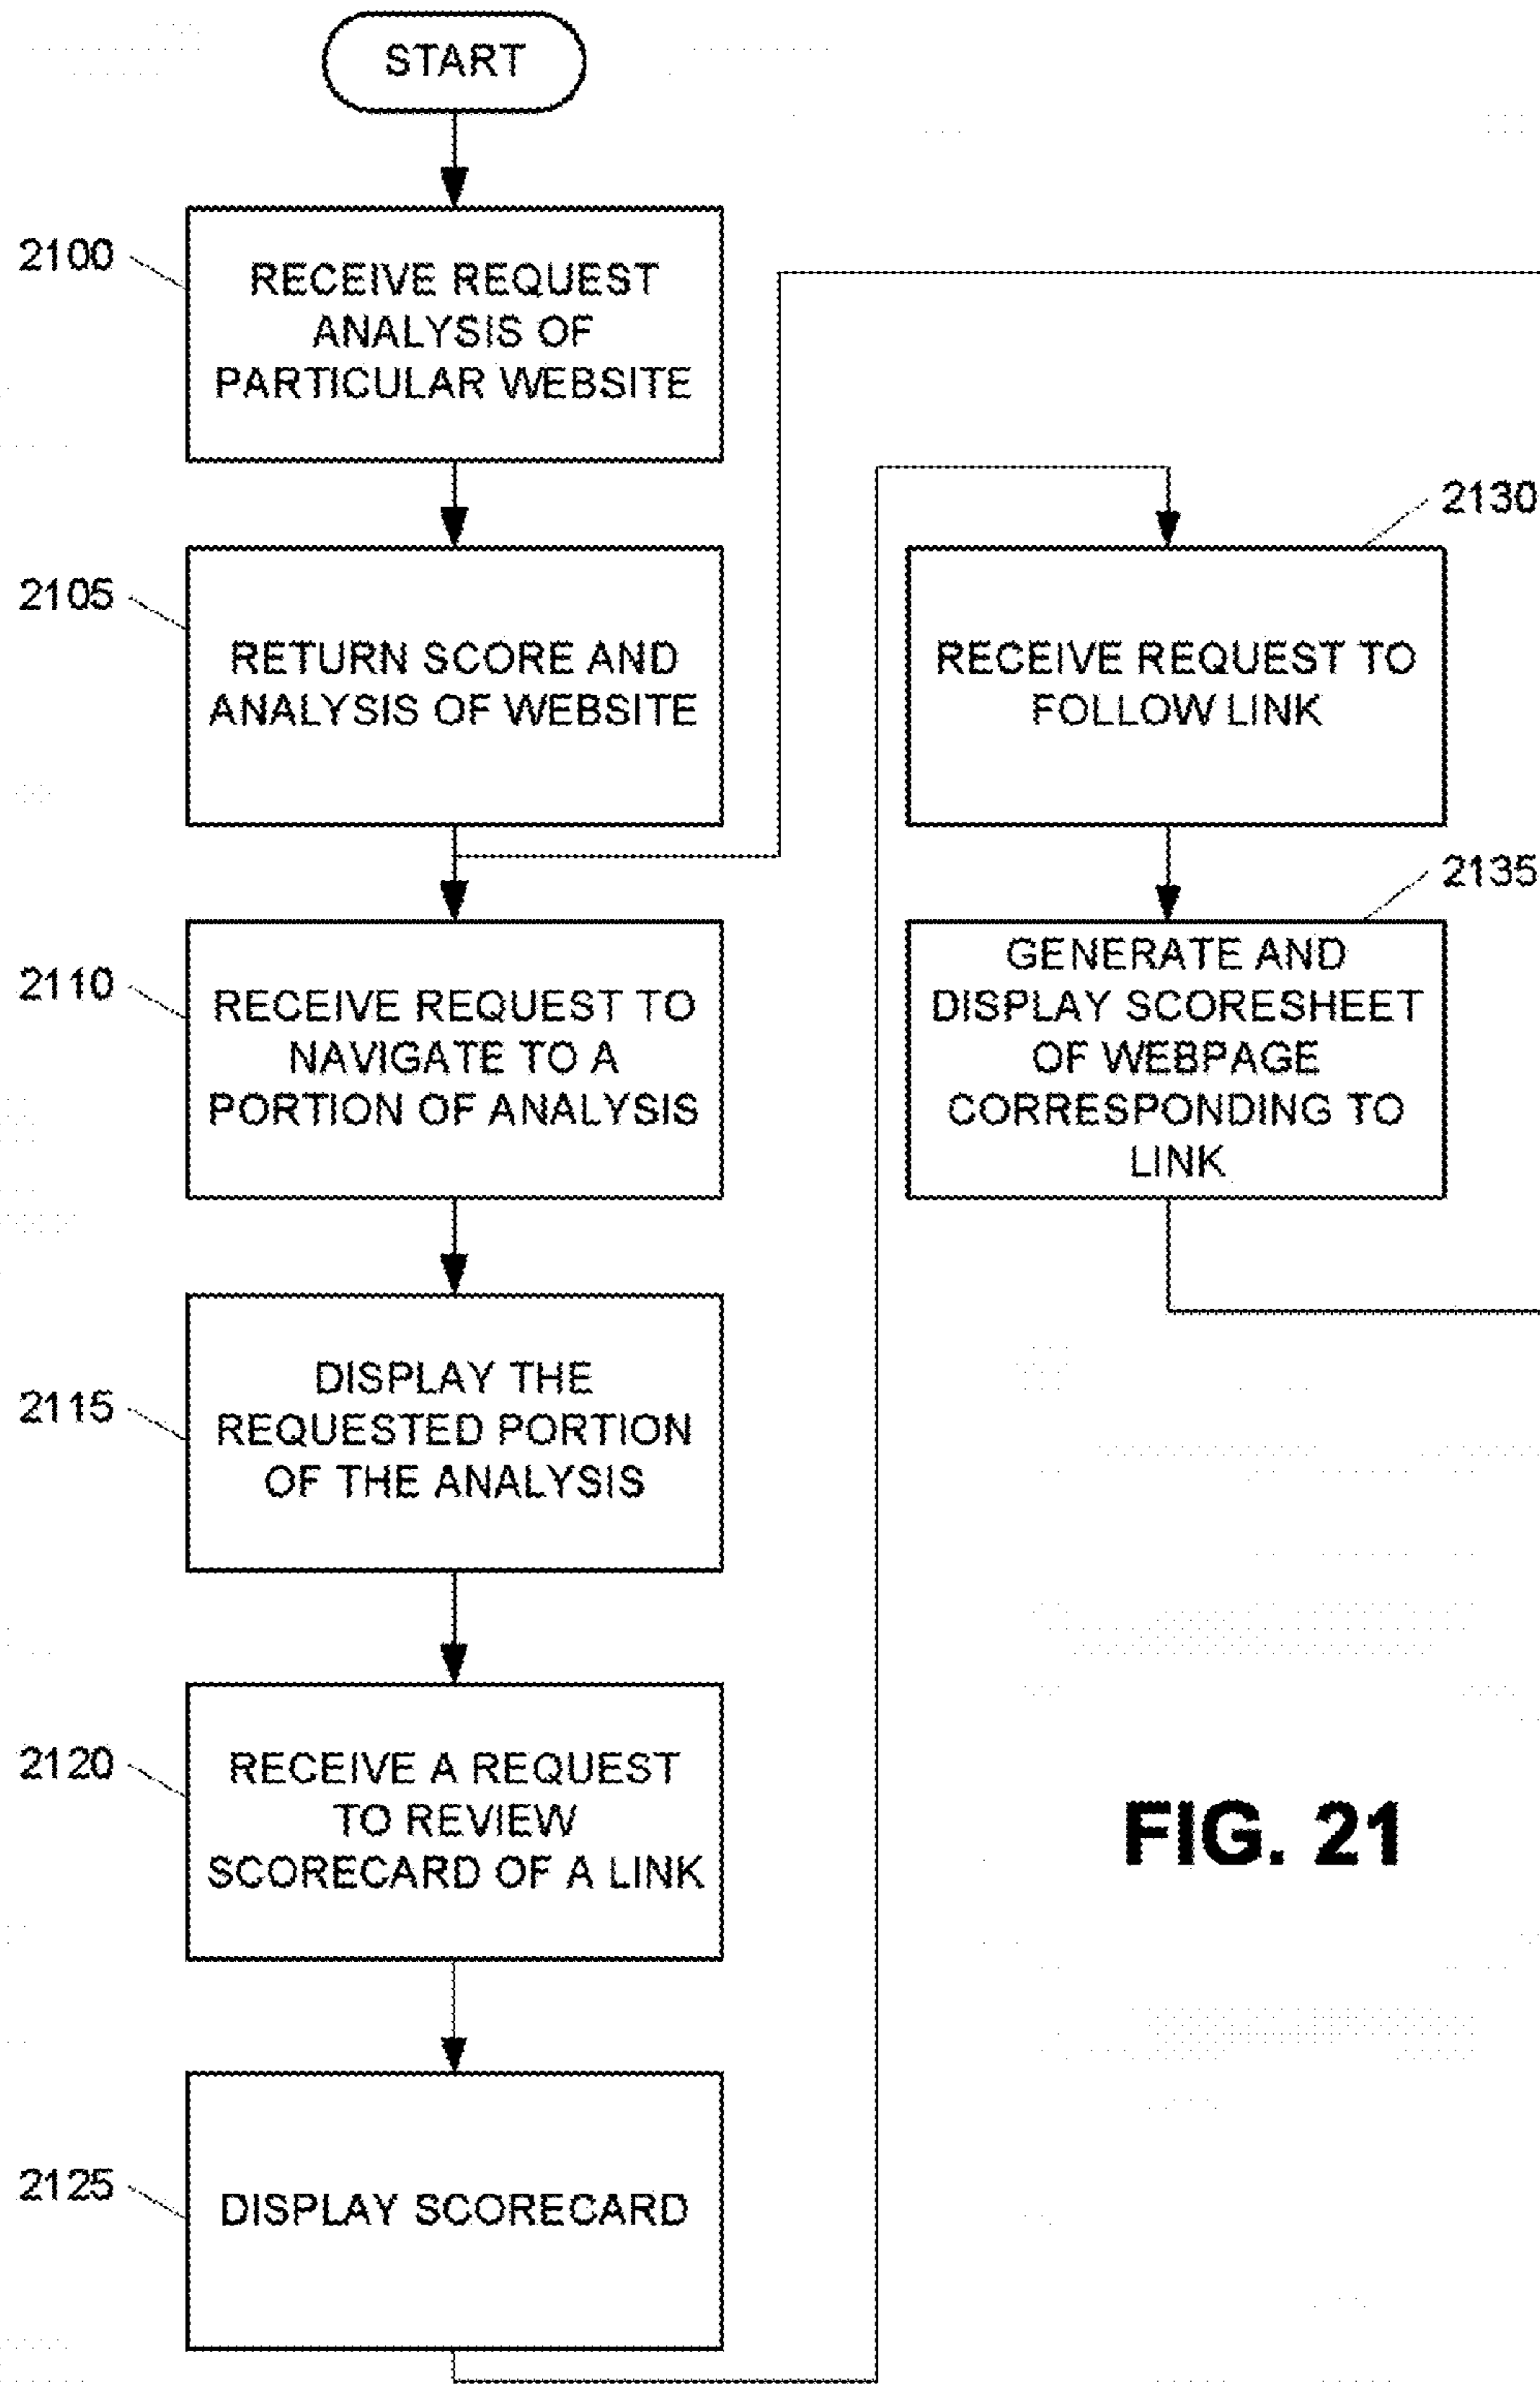 START
2100
RECEIVE REQUEST
ANALYSIS OF
PARTICULAR WEBSITE
2105
RETURN SCORE AND
ANALYSIS OF WEBSITE
2110
RECEIVE REQUEST TO
NAVIGATE TO A
PORTION OF ANALYSIS
2115
DISPLAY THE
REQUESTED PORTION
OF THE ANALYSIS
2120
RECEIVE A REQUEST
TO REVIEW
SCORECARD OF A LINK
2125
DISPLAY SCORECARD
2130
RECEIVE REQUEST TO
FOLLOW LINK
2135
GENERATE AND
DISPLAY SCORESHEET
OF WEBPAGE
CORRESPONDING TO
LINK
FIG. 21